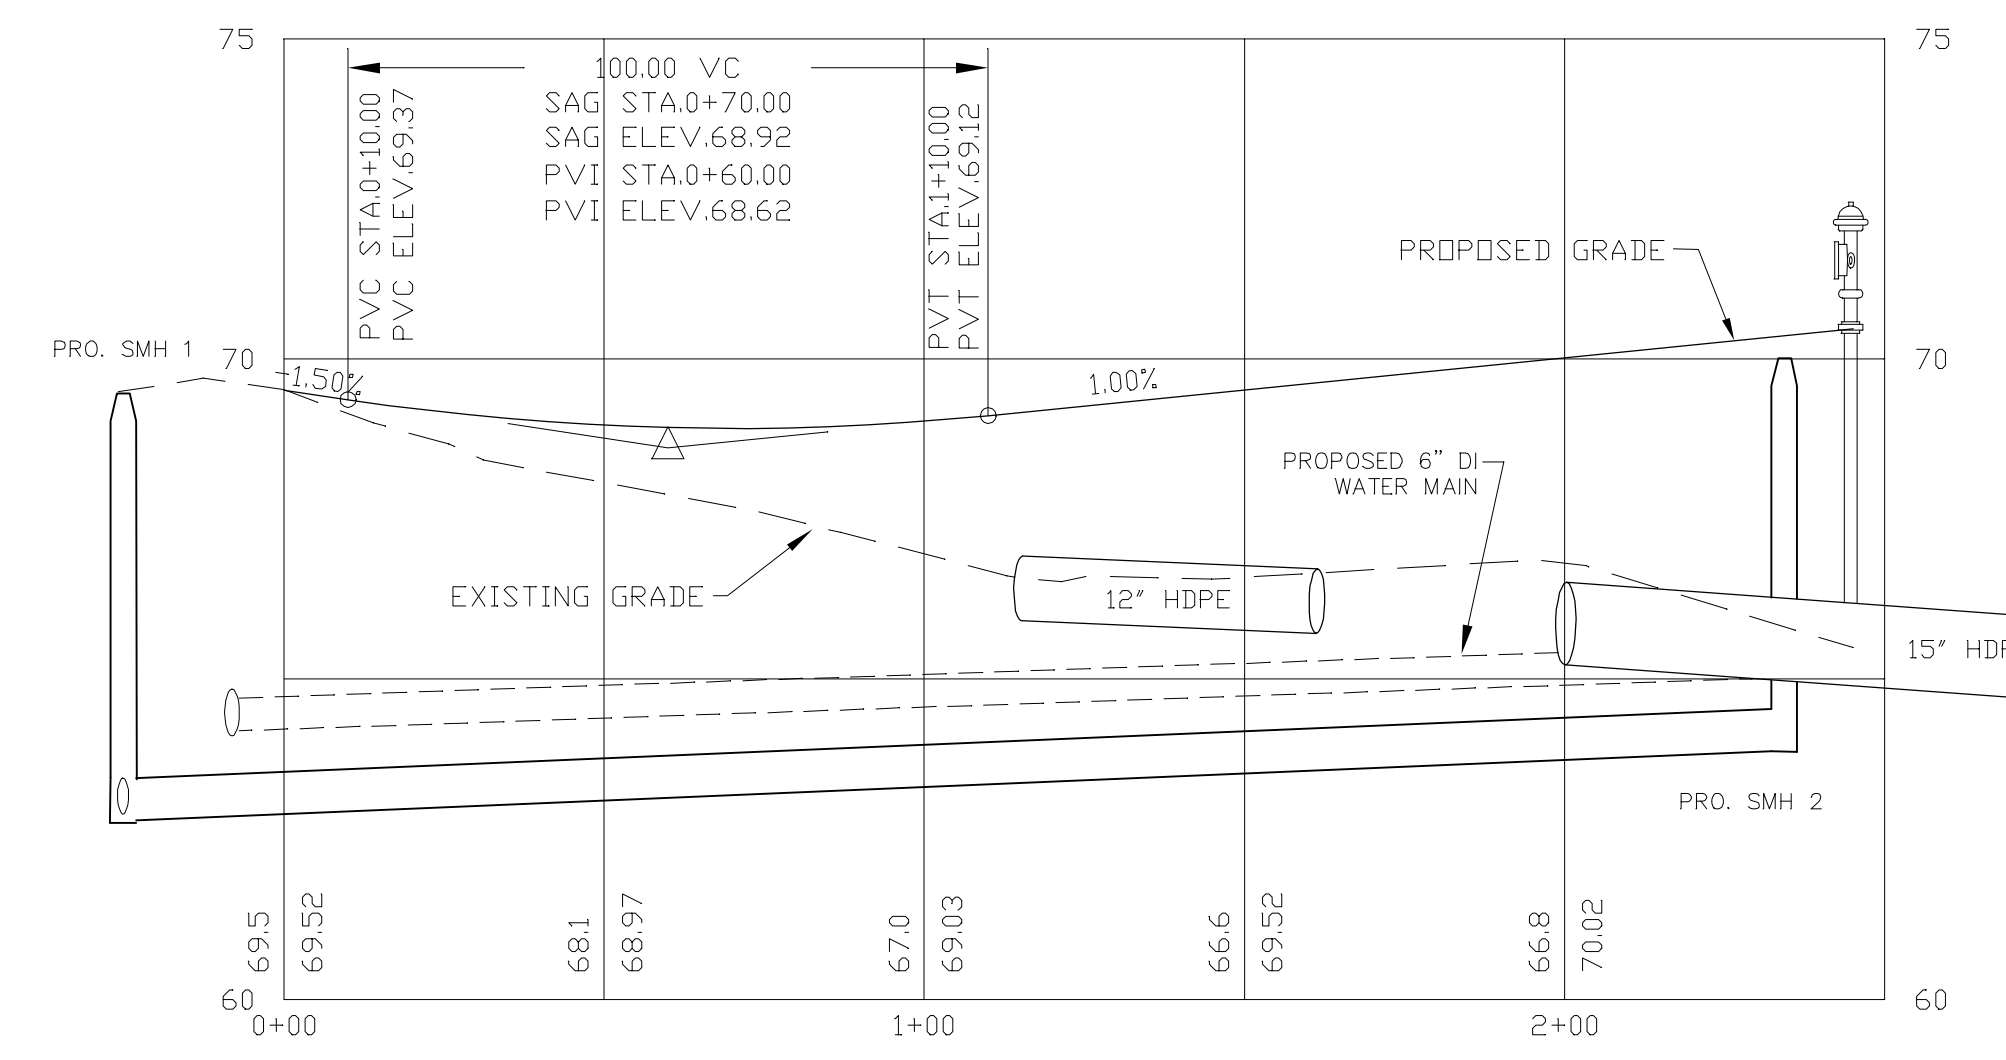 75
75
100.00 VC
SAG STA.0+70.00
SAG ELEV.68.92
PVI STA.0+60.00
PVI ELEV.68.62
PVC STA.0+10.00
PVC ELEV.69.37
PVT STA.1+10.00
PVT ELEV.69.12
PROPOSED GRADE
PRO. SMH 1
70
70
-1.50%
1.00%
PROPOSED 6" DI
WATER MAIN
EXISTING GRADE
12" HDPE
15" HDP
PRO. SMH 2
69.5
69.52
68.1
68.97
67.0
69.03
66.6
69.52
66.8
70.02
60
60
0+00
1+00
2+00